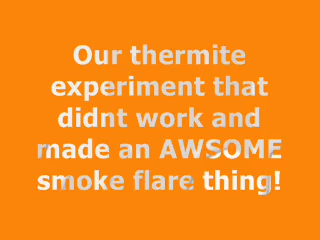 Our thermite
experiment that
didnt work and
made an AWSOME
smoke flare thing!